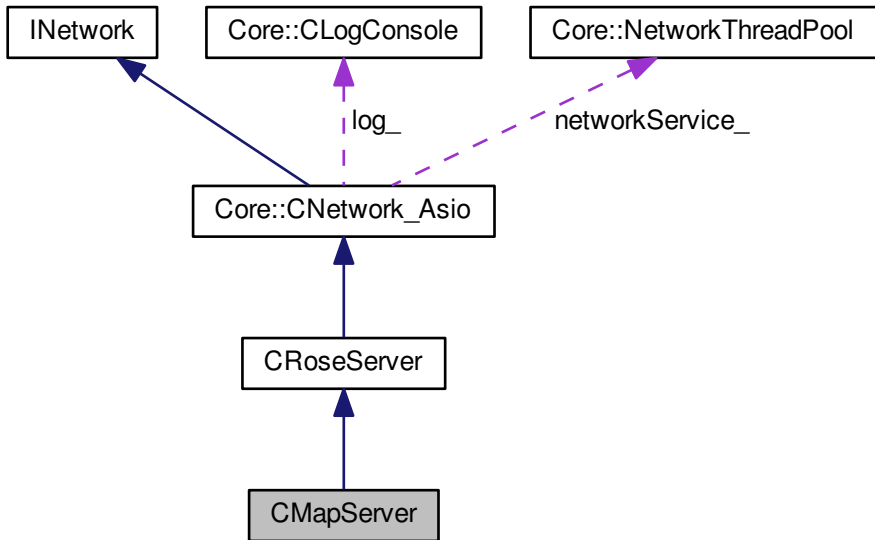 INetwork
Core::CLogConsole
Core::NetworkThreadPool
log_
networkService_
Core::CNetwork_Asio
CRoseServer
CMapServer